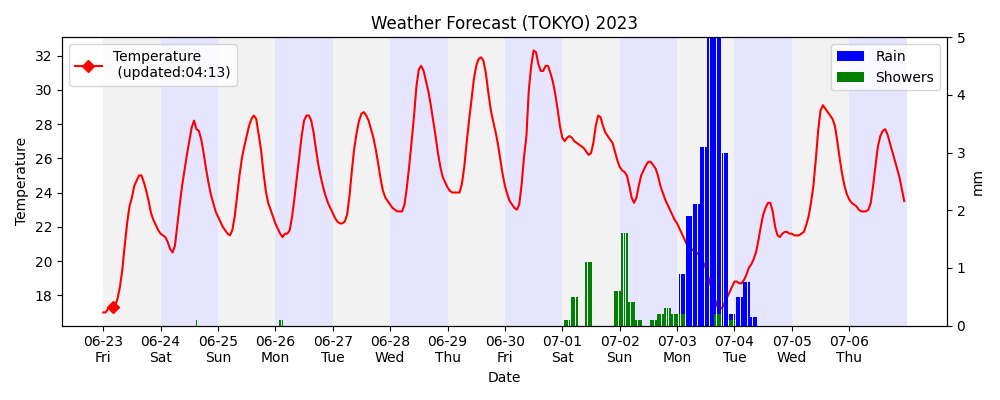 Weather Forecast (TOKYO) 2023
Temperature
(updated:04:13)
Rain
Showers
Temperature
32
30
28
26
24
22
20
18
5
4
3
2
1
0
mm
06-23 06-24 06-25 06-26 06-27 06-28 06-29 06-30 07-01 07-02 07-03 07-04 07-05 07-06
Fri Sat Sun Mon Tue Wed Thu Fri Sat Sun Mon Tue Wed Thu
Date